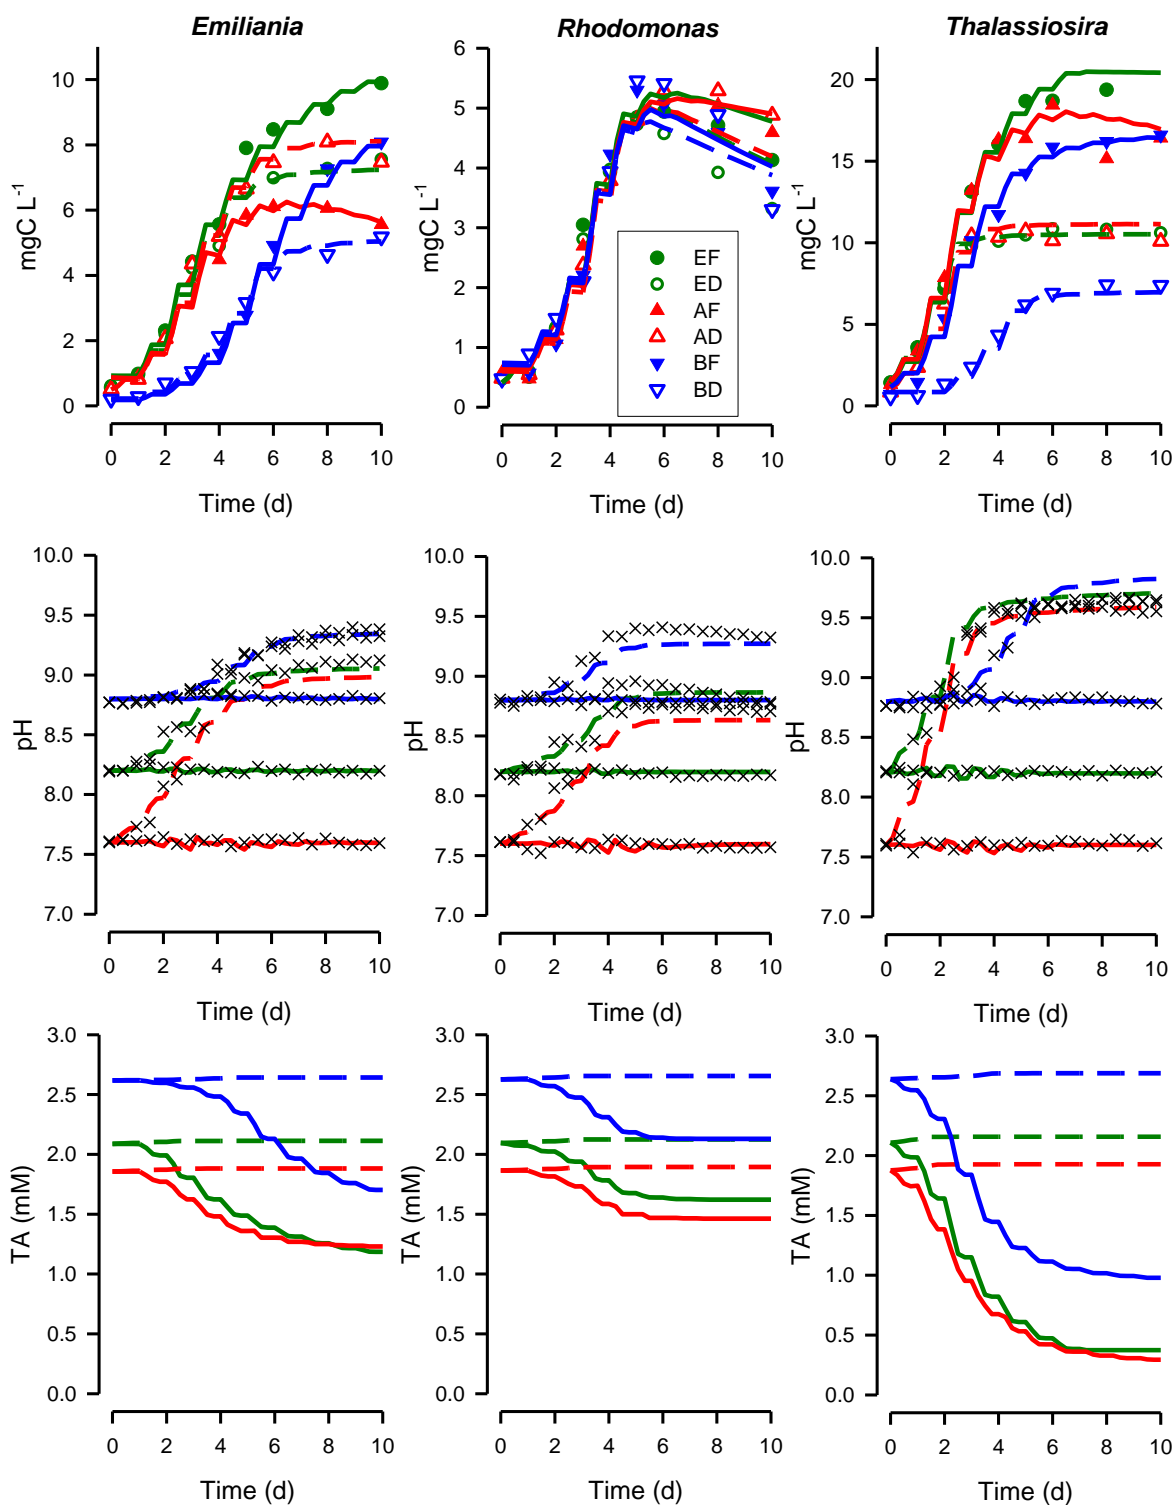 Emiliania Rhodomonas Thalassiosira
mgC L⁻¹
10
8
6
4
2
0
0 2 4 6 8 10
Time (d)
mgC L⁻¹
6
5
4
3
2
1
0
EF
ED
AF
AD
BF
BD
0 2 4 6 8 10
Time (d)
mgC L⁻¹
20
15
10
5
0
0 2 4 6 8 10
Time (d)
pH
10.0
9.5
9.0
8.5
8.0
7.5
7.0
0 2 4 6 8 10
Time (d)
pH
10.0
9.5
9.0
8.5
8.0
7.5
7.0
0 2 4 6 8 10
Time (d)
pH
10.0
9.5
9.0
8.5
8.0
7.5
7.0
0 2 4 6 8 10
Time (d)
TA (mM)
3.0
2.5
2.0
1.5
1.0
0.5
0.0
0 2 4 6 8 10
Time (d)
TA (mM)
3.0
2.5
2.0
1.5
1.0
0.5
0.0
0 2 4 6 8 10
Time (d)
TA (mM)
3.0
2.5
2.0
1.5
1.0
0.5
0.0
0 2 4 6 8 10
Time (d)